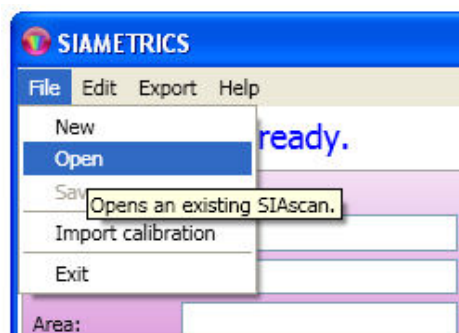 SIAMETRICS
File Edit Export Help
ready.
New
Open
Opens an existing SIAscan.
Import calibration
Exit
Area: